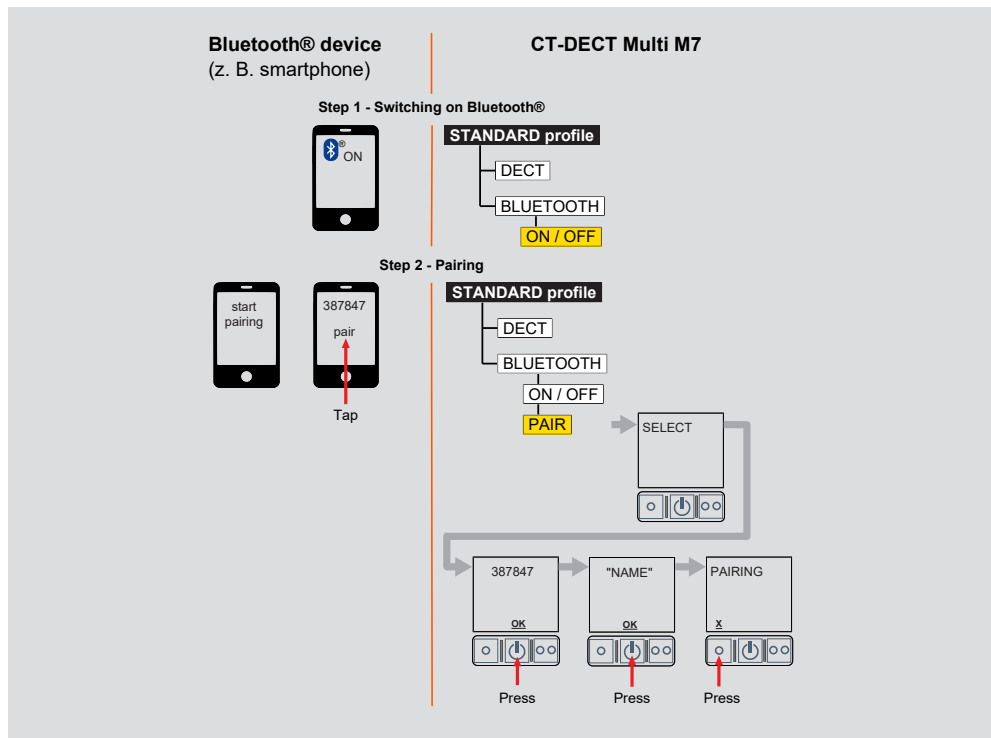 Bluetooth® device
(z. B. smartphone)
CT-DECT Multi M7
Step 1 - Switching on Bluetooth®
®
ON
STANDARD profile
DECT
BLUETOOTH
ON / OFF
Step 2 - Pairing
start
pairing
387847
pair
Tap
STANDARD profile
DECT
BLUETOOTH
ON / OFF
PAIR
SELECT
387847
OK
Press
"NAME"
OK
Press
PAIRING
X
Press